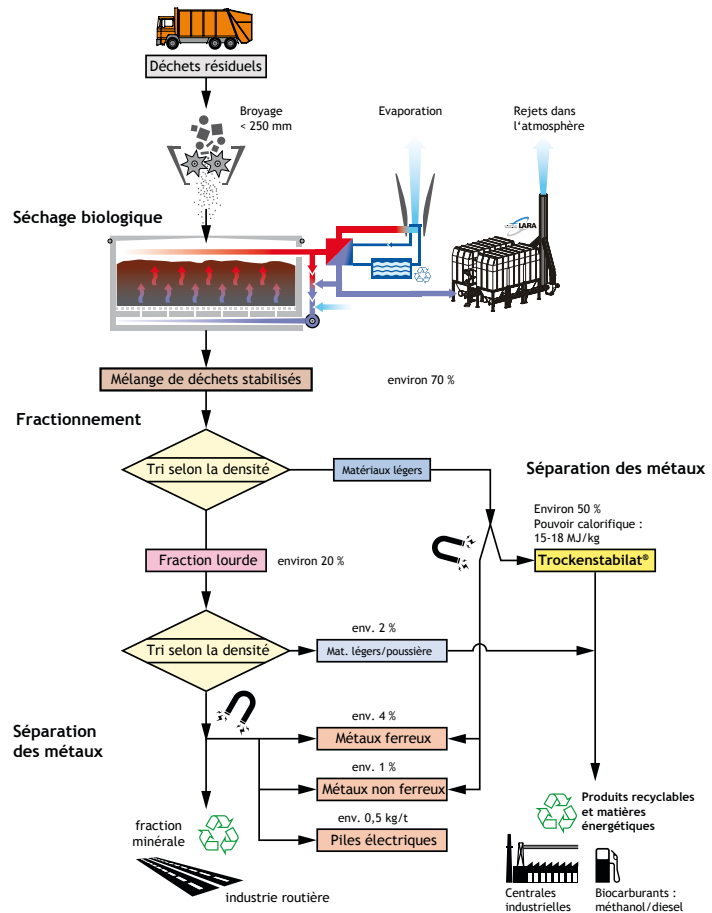 Déchets résiduels
Broyage
< 250 mm
Evaporation
Rejets dans
l‘atmosphère
Séchage biologique
LARA
Mélange de déchets stabilisés
environ 70 %
Fractionnement
Tri selon la densité
Matériaux légers
Séparation des métaux
Environ 50 %
Pouvoir calorifique :
15-18 MJ/kg
Trockenstabilat®
Fraction lourde
environ 20 %
env. 2 %
Tri selon la densité
Mat. légers/poussière
Séparation
des métaux
env. 4 %
Métaux ferreux
env. 1 %
Métaux non ferreux
env. 0,5 kg/t
Piles électriques
fraction
minérale
industrie routière
Produits recyclables
et matières
énergétiques
Centrales
industrielles
Biocarburants :
méthanol/diesel